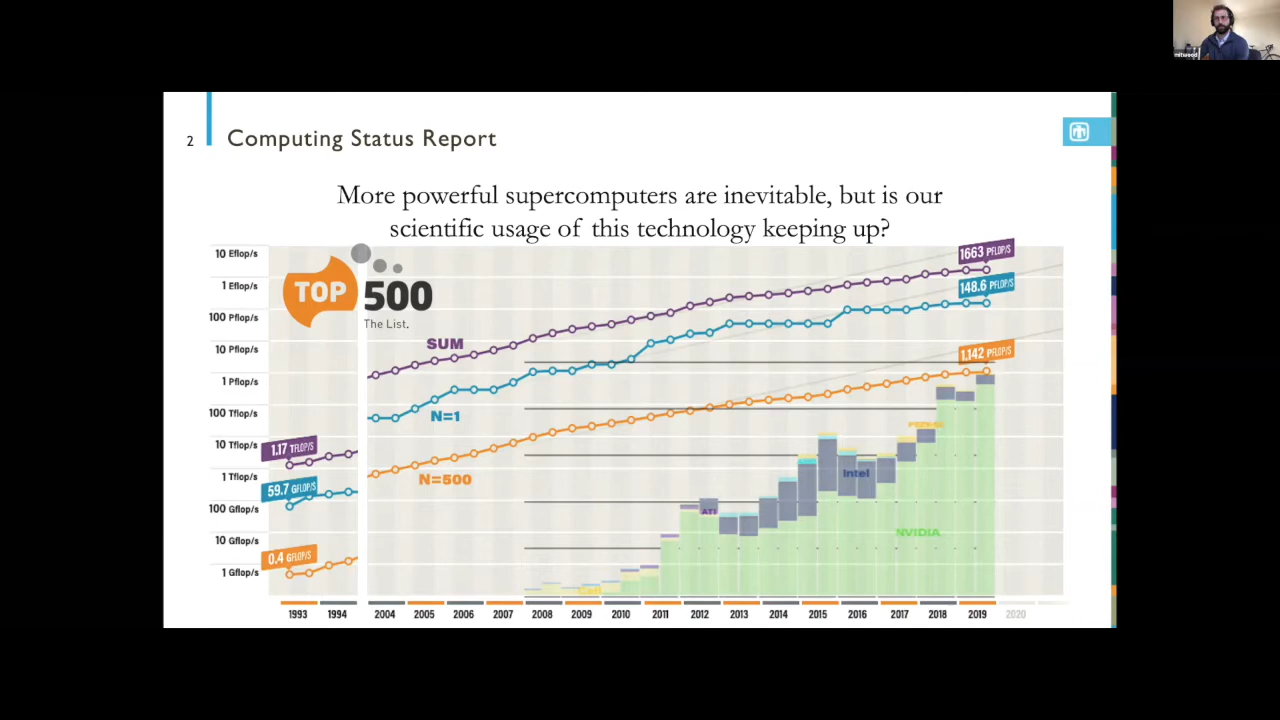 mitwood
2
Computing Status Report
More powerful supercomputers are inevitable, but is our
scientific usage of this technology keeping up?
10 Eflop/s
1 Eflop/s
100 Pflop/s
10 Pflop/s
1 Pflop/s
100 Tflop/s
10 Tflop/s
1 Tflop/s
100 Gflop/s
10 Gflop/s
1 Gflop/s
TOP
500
The List.
SUM
N=1
N=500
1663 PFLOP/S
148.6 PFLOP/S
1.142 PFLOP/S
1.17 TFLOP/S
59.7 GFLOP/S
0.4 GFLOP/S
ATI
Intel
NVIDIA
Cell
1993 1994 2004 2005 2006 2007 2008 2009 2010 2011 2012 2013 2014 2015 2016 2017 2018 2019 2020